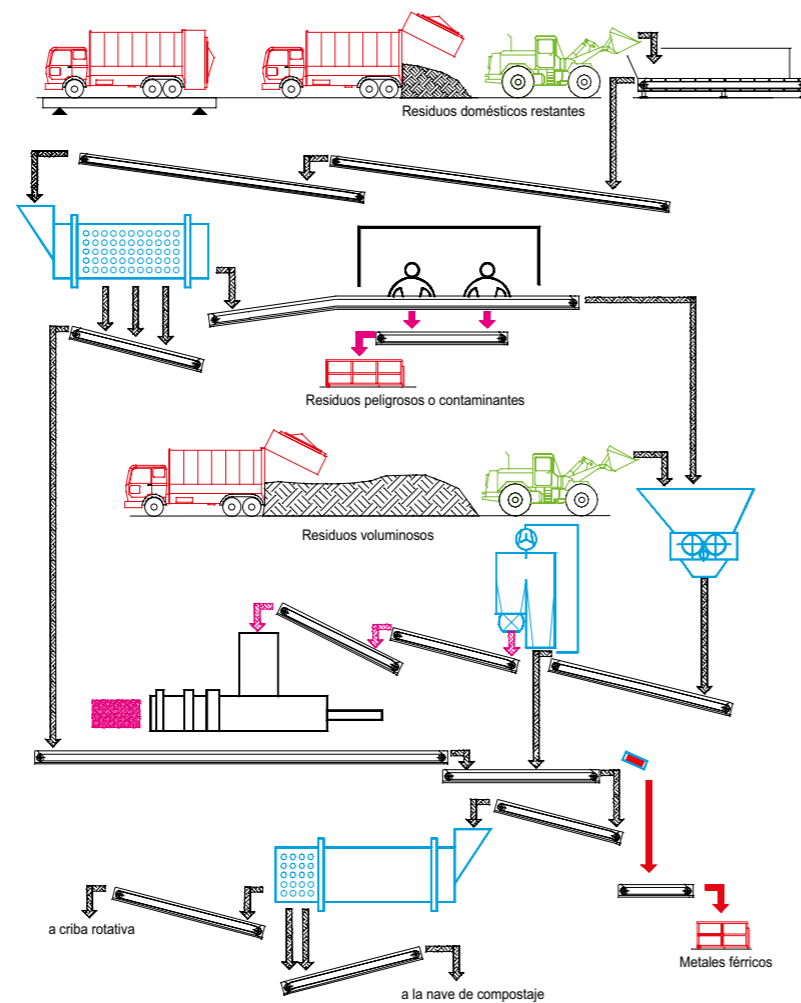 Residuos domésticos restantes
Residuos peligrosos o contaminantes
Residuos voluminosos
a criba rotativa
Metales férricos
a la nave de compostaje